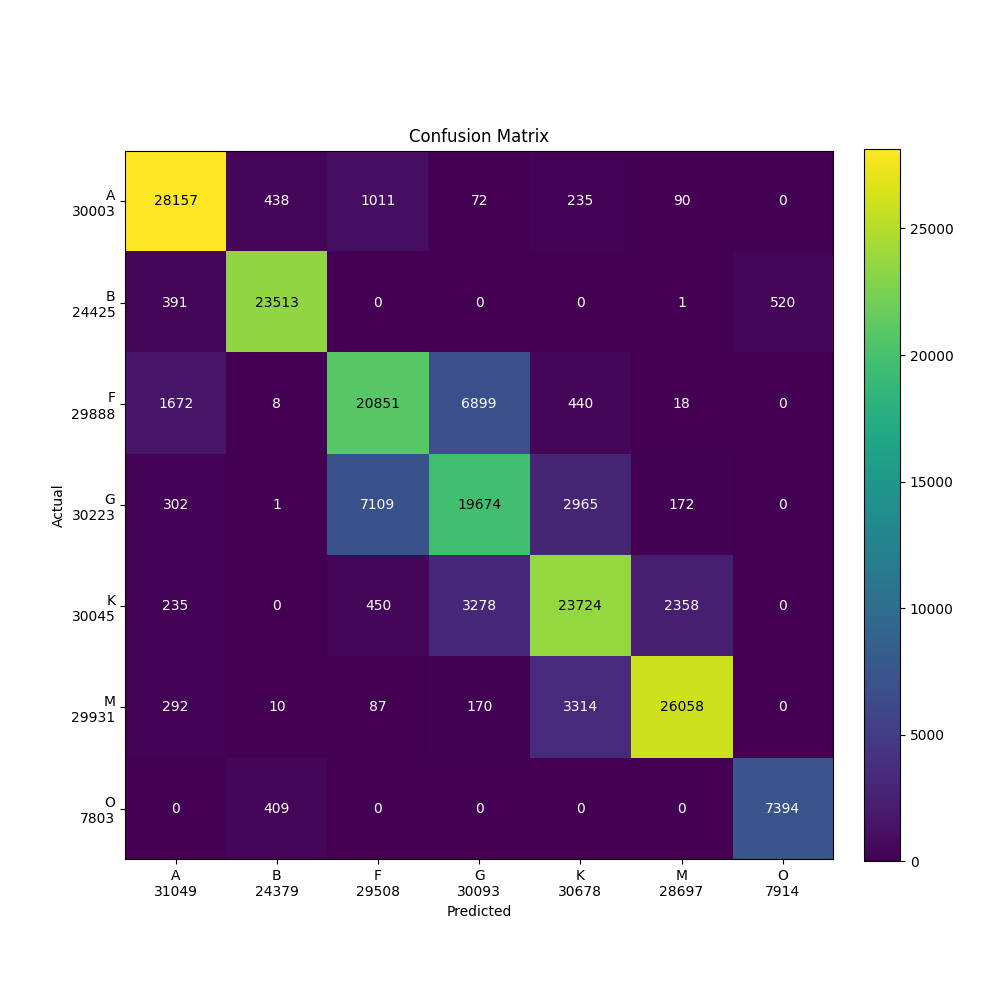 Confusion Matrix
A
30003
28157 438 1011 72 235 90 0
B
24425
391 23513 0 0 0 1 520
F
29888
1672 8 20851 6899 440 18 0
G
30223
302 1 7109 19674 2965 172 0
K
30045
235 0 450 3278 23724 2358 0
M
29931
292 10 87 170 3314 26058 0
O
7803
0 409 0 0 0 0 7394
Actual
A B F G K M O
31049 24379 29508 30093 30678 28697 7914
Predicted
25000
20000
15000
10000
5000
0